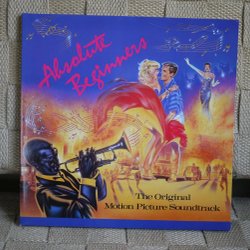 Absolute
Beginners
The Original
Motion Picture Soundtrack